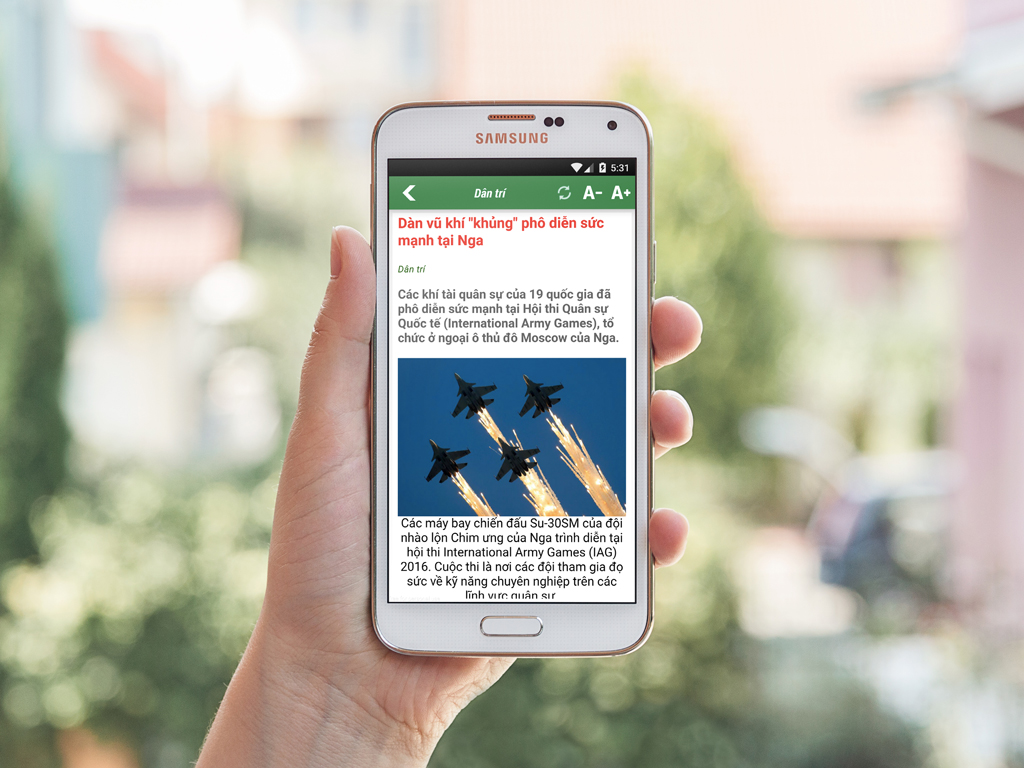 SAMSUNG
5:31
Dân trí
A-
A+
Dàn vũ khí "khủng" phô diễn sức
mạnh tại Nga
Dân trí
Các khí tài quân sự của 19 quốc gia đã
phô diễn sức mạnh tại Hội thi Quân sự
Quốc tế (International Army Games), tổ
chức ở ngoại ô thủ đô Moscow của Nga.
Các máy bay chiến đấu Su-30SM của đội
nhào lộn Chim ưng của Nga trình diễn tại
hội thi International Army Games (IAG)
2016. Cuộc thi là nơi các đội tham gia đọ
sức về kỹ năng chuyên nghiệp trên các
lĩnh vực quân sự